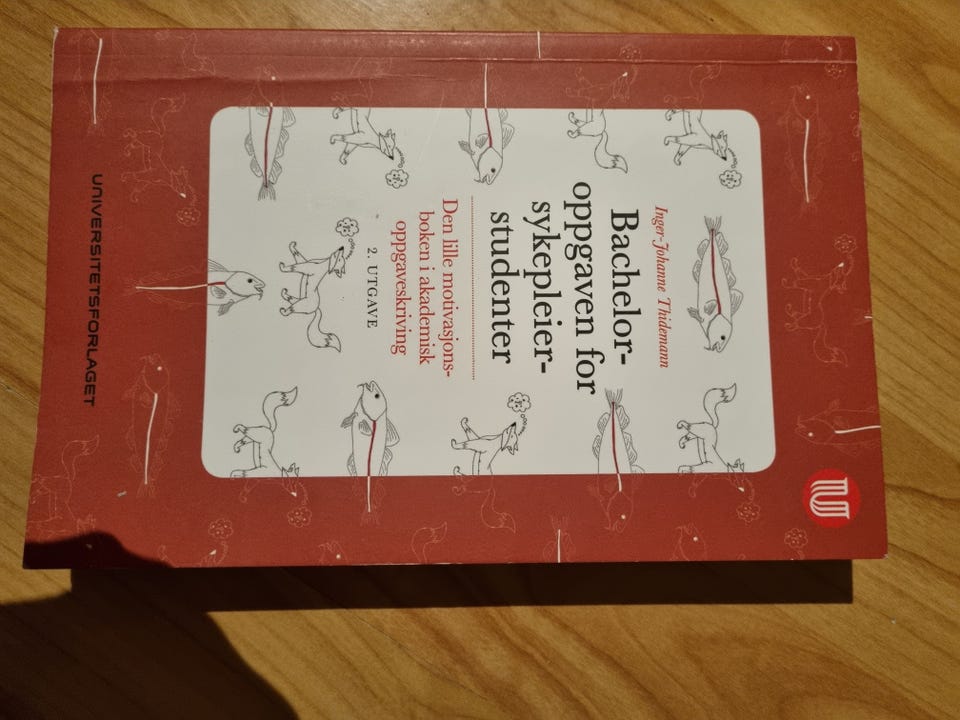 Inger-Johanne Thidemann
Bachelor-
oppgaven for
sykepleier-
studenter
Den lille motivasjons-
boken i akademisk
oppgaveskriving
2. UTGAVE
UNIVERSITETSFORLAGET